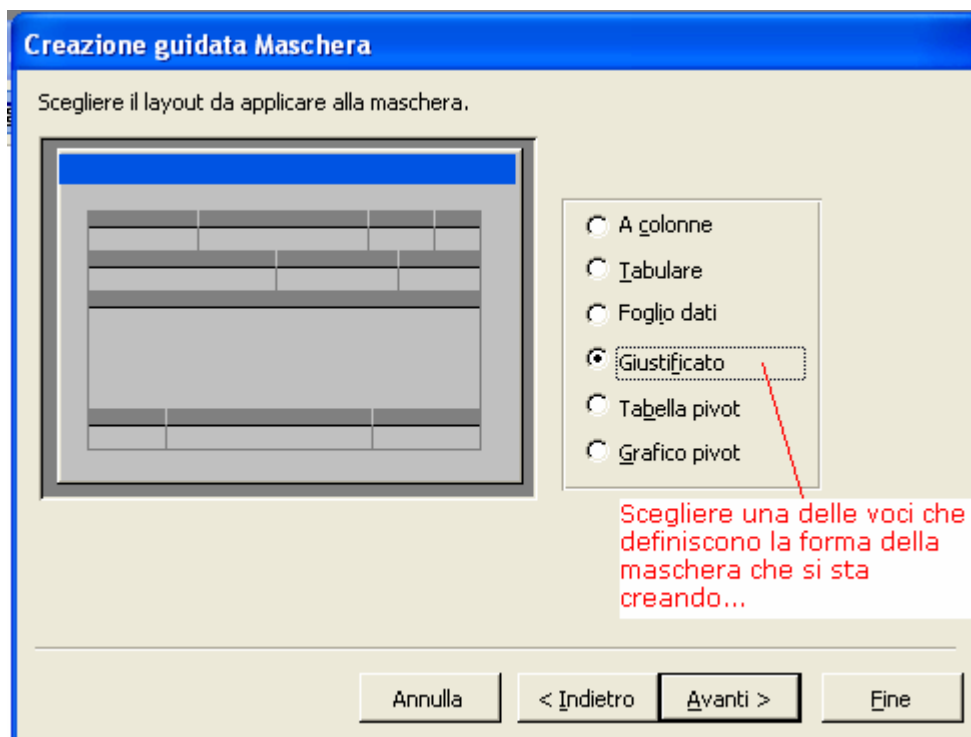 Creazione guidata Maschera
Scegliere il layout da applicare alla maschera.
A colonne
Tabulare
Foglio dati
Giustificato
Tabella pivot
Grafico pivot
Scegliere una delle voci che
definiscono la forma della
maschera che si sta
creando...
Annulla
< Indietro
Avanti >
Fine